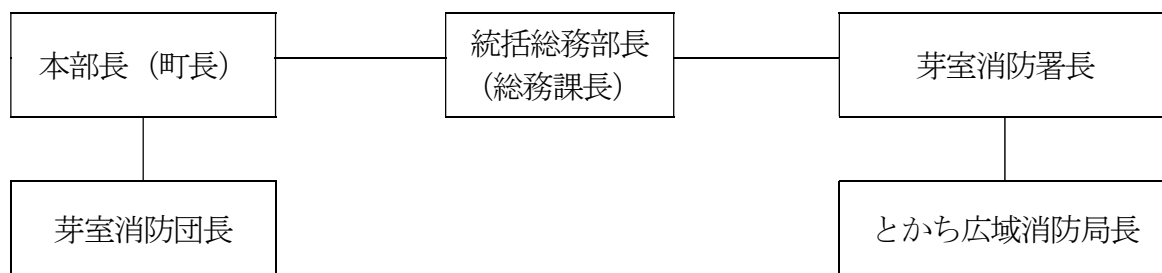 本部長（町長）
統括総務部長
（総務課長）
芽室消防署長
芽室消防団長
とかち広域消防局長